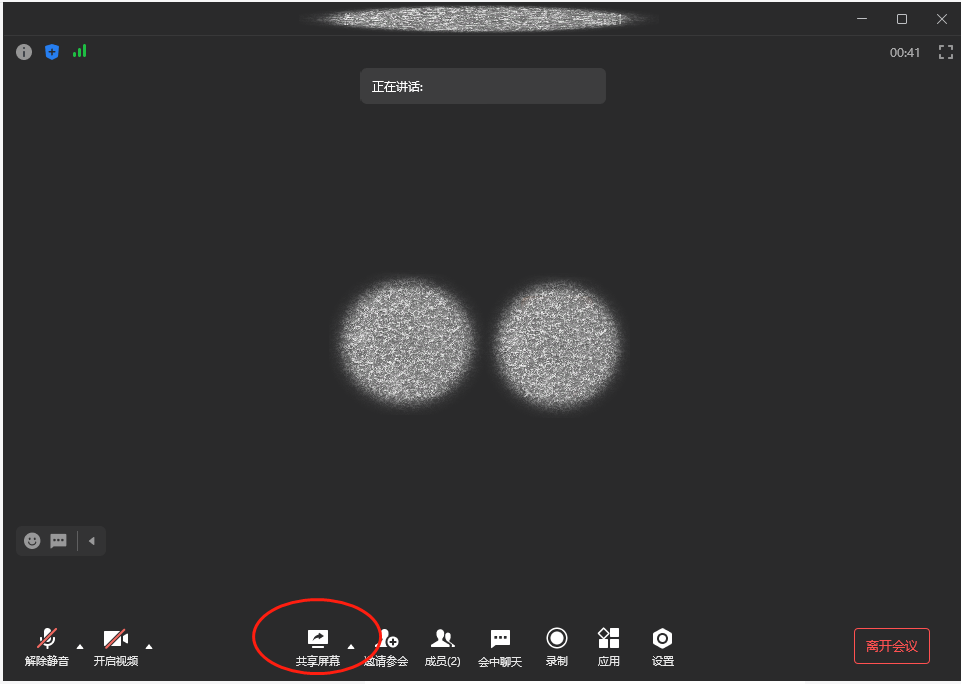 00:41
正在讲话:
解除静音
开启视频
共享屏幕
邀请参会
成员(2)
会中聊天
录制
应用
设置
离开会议